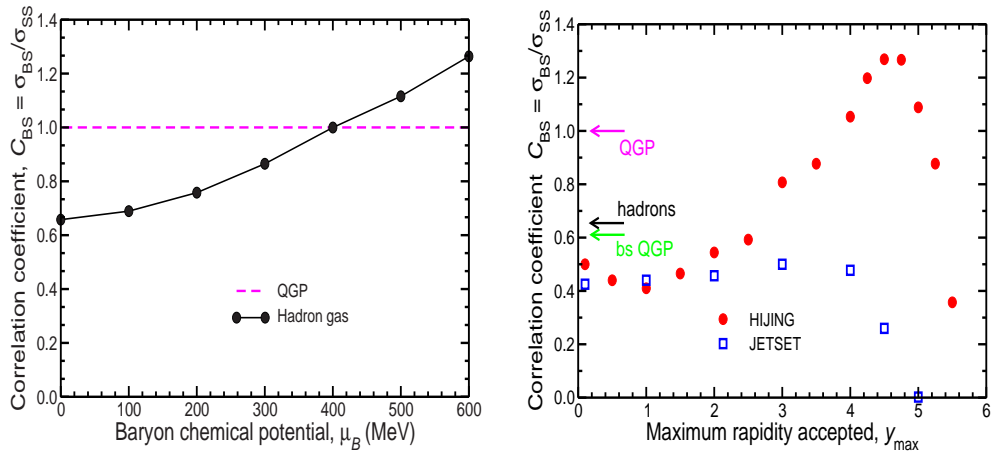 Correlation coefficient, C_BS = σ_BS/σ_SS
1.4
1.2
1.0
0.8
0.6
0.4
0.2
0.0
QGP
Hadron gas
0 100 200 300 400 500 600
Baryon chemical potential, μ_B (MeV)
Correlation coefficient C_BS = σ_BS/σ_SS
1.4
1.2
1.0
0.8
0.6
0.4
0.2
0.0
QGP
hadrons
bs QGP
HIJING
JETSET
0 1 2 3 4 5 6
Maximum rapidity accepted, y_max